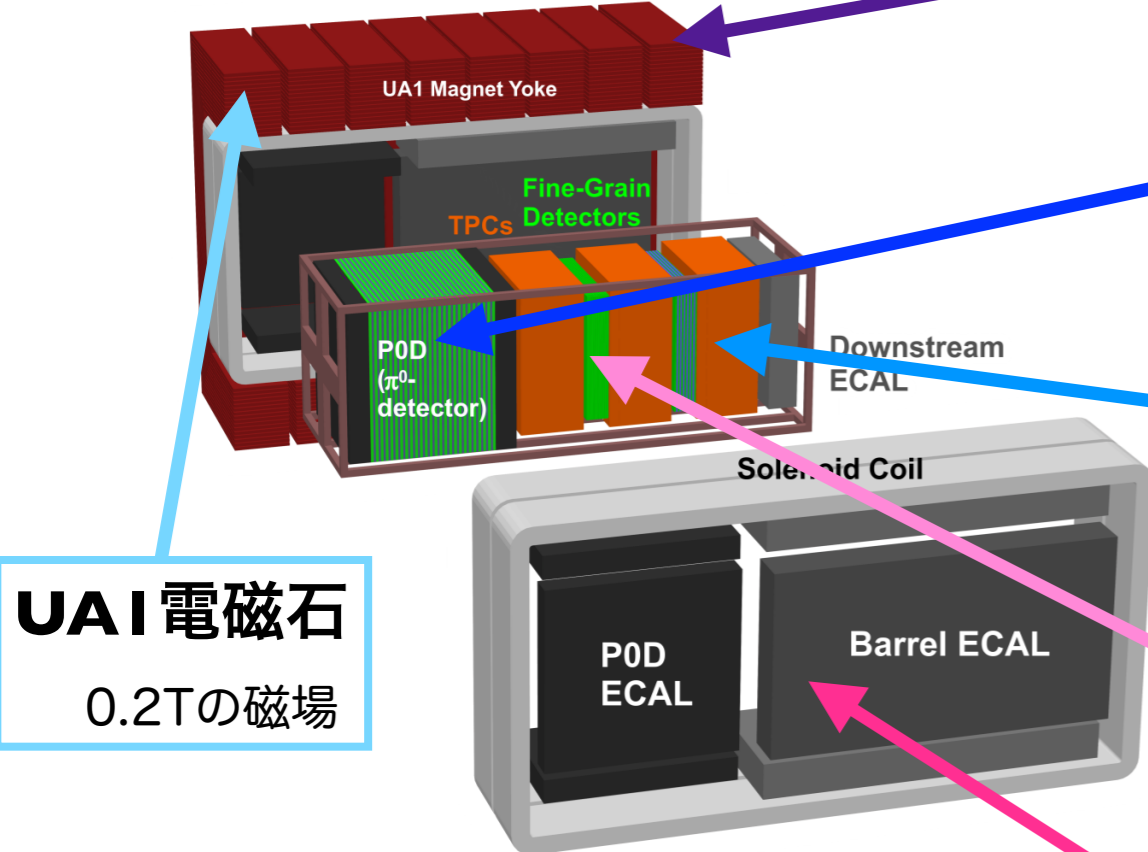 UA1 Magnet Yoke
Fine-Grain
Detectors
TPCs
P0D
(π⁰-
detector)
Downstream
ECAL
Solenoid Coil
UA1電磁石
0.2Tの磁場
P0D
ECAL
Barrel ECAL